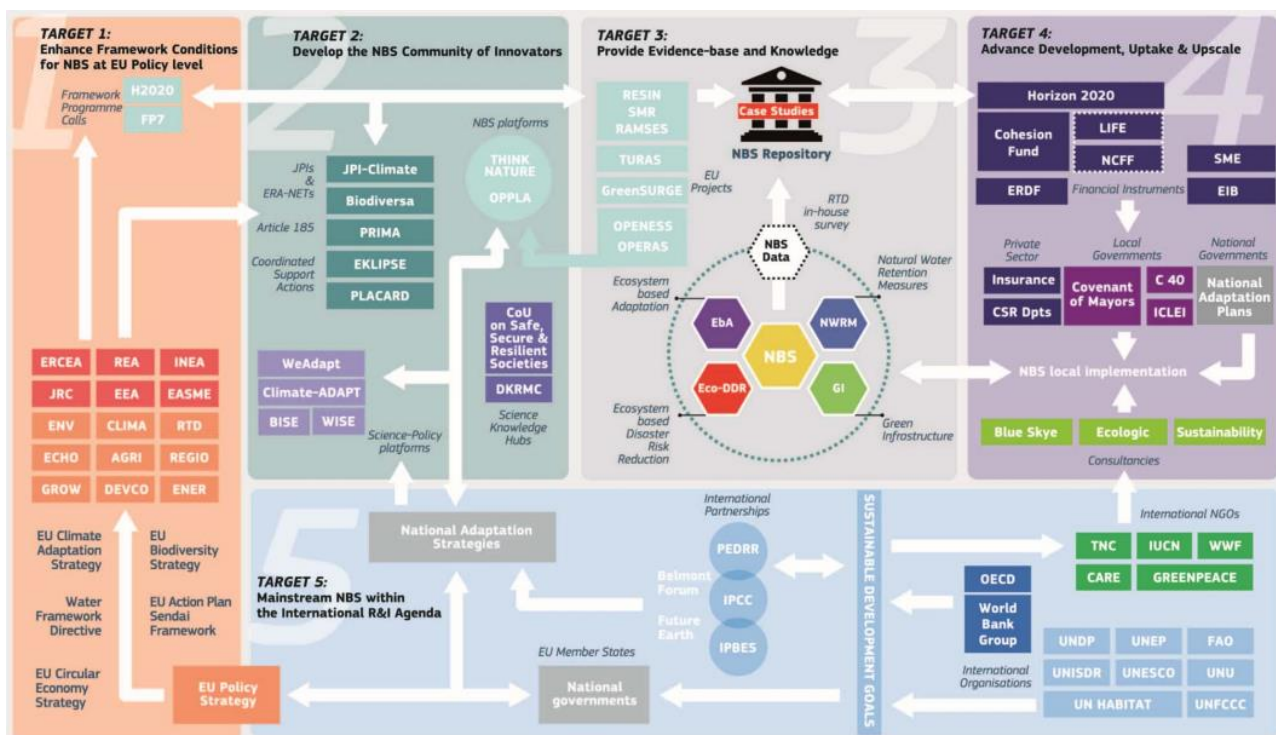 TARGET 1:
Enhance Framework Conditions
for NBS at EU Policy level
1
Framework
Programme
Calls
H2020
FP7
ERCEA
REA
INEA
JRC
EEA
EASME
ENV
CLIMA
RTD
ECHO
AGRI
REGIO
GROW
DEVCO
ENER
EU Climate
Adaptation
Strategy
EU
Biodiversity
Strategy
Water
Framework
Directive
EU Action Plan
Sendai
Framework
EU Circular
Economy
Strategy
EU Policy
Strategy
TARGET 2:
Develop the NBS Community of Innovators
2
JPIs
&
ERA-NETs
Article 185
Coordinated
Support
Actions
JPI-Climate
Biodiversa
PRIMA
EKLIPSE
PLACARD
NBS platforms
THINK
NATURE
OPPLA
WeAdapt
Climate-ADAPT
BISE
WISE
Science-Policy
platforms
CoU
on Safe,
Secure &
Resilient
Societies
DKRMC
Science
Knowledge
Hubs
TARGET 3:
Provide Evidence-base and Knowledge
3
RESIN
SMR
RAMSES
TURAS
GreenSURGE
OPENESS
OPERAS
EU
Projects
Case Studies
NBS Repository
RTD
in-house
survey
NBS
Data
Ecosystem
based
Adaptation
Natural Water
Retention
Measures
EbA
NWRM
NBS
Eco-DDR
GI
Ecosystem
based
Disaster
Risk
Reduction
Green
Infrastructure
TARGET 4:
Advance Development, Uptake & Upscale
4
Horizon 2020
Cohesion
Fund
LIFE
NCFF
SME
ERDF
Financial Instruments
EIB
Private
Sector
Local
Governments
National
Governments
Insurance
CSR Dpts
Covenant
of Mayors
C 40
ICLEI
National
Adaptation
Plans
NBS local implementation
Blue Skye
Ecologic
Sustainability
Consultancies
TARGET 5:
Mainstream NBS within
the International R&I Agenda
5
National Adaptation
Strategies
EU Member States
National
governments
International
Partnerships
PEDRR
Belmont
Forum
IPCC
Future
Earth
IPBES
SUSTAINABLE DEVELOPMENT GOALS
International NGOs
TNC
IUCN
WWF
CARE
GREENPEACE
OECD
World
Bank
Group
International
Organisations
UNDP
UNEP
FAO
UNISDR
UNESCO
UNU
UN HABITAT
UNFCCC